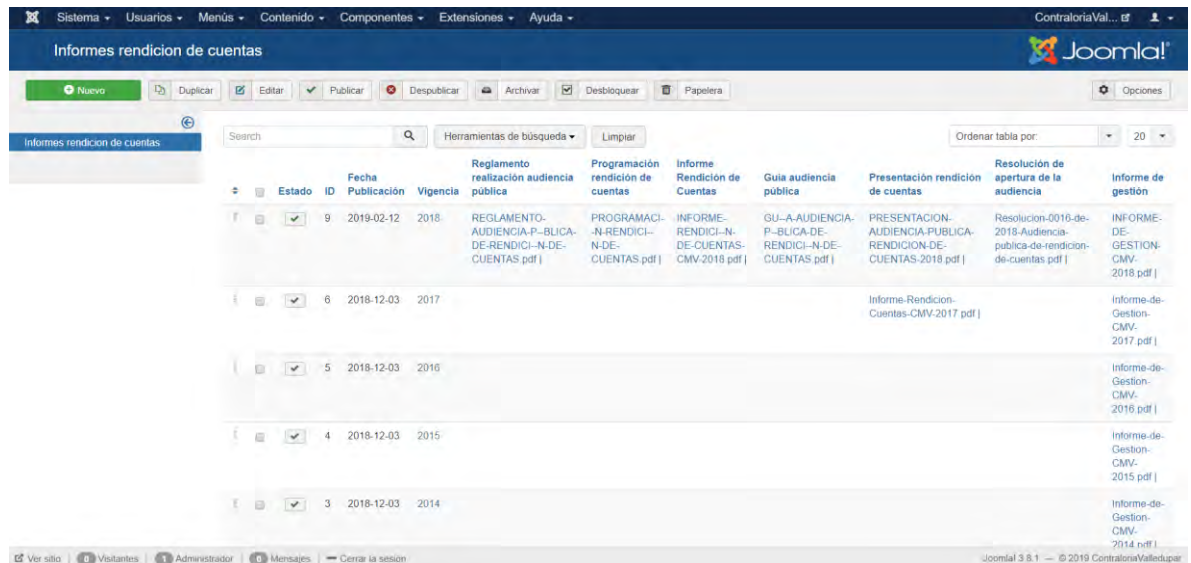 Sistema Usuarios Menús Contenido Componentes Extensiones Ayuda ContraloriaVal...
Informes rendicion de cuentas Joomla!
Nuevo Duplicar Editar Publicar Despublicar Archivar Desbloquear Papelera Opciones
Informes rendicion de cuentas
Search Herramientas de búsqueda Limpiar Ordenar tabla por: 20
Estado ID Fecha Publicación Vigencia Reglamento realización audiencia pública Programación rendición de cuentas Informe Rendición de Cuentas Guia audiencia pública Presentación rendición de cuentas Resolución de apertura de la audiencia Informe de gestión
9 2019-02-12 2018 REGLAMENTO-AUDIENCIA-P--BLICA-DE-RENDICI--N-DE-CUENTAS.pdf | PROGRAMACI--N-RENDICI--N-DE-CUENTAS.pdf | INFORME-RENDICI--N-DE-CUENTAS-CMV-2018.pdf | GU--A-AUDIENCIA-P--BLICA-DE-RENDICI--N-DE-CUENTAS.pdf | PRESENTACION-AUDIENCIA-PUBLICA-RENDICION-DE-CUENTAS-2018.pdf | Resolucion-0016-de-2018-Audiencia-publica-de-rendicion-de-cuentas.pdf | INFORME-DE-GESTION-CMV-2018.pdf |
6 2018-12-03 2017 Informe-Rendicion-Cuentas-CMV-2017.pdf | Informe-de-Gestion-CMV-2017.pdf |
5 2018-12-03 2016 Informe-de-Gestion-CMV-2016.pdf |
4 2018-12-03 2015 Informe-de-Gestion-CMV-2015.pdf |
3 2018-12-03 2014 Informe-de-Gestion-CMV-2014.pdf |
Ver sitio | 0 Visitantes | 1 Administrador | Mensajes | Cerrar la sesión Joomla! 3.8.1 — © 2019 ContraloriaValledupar